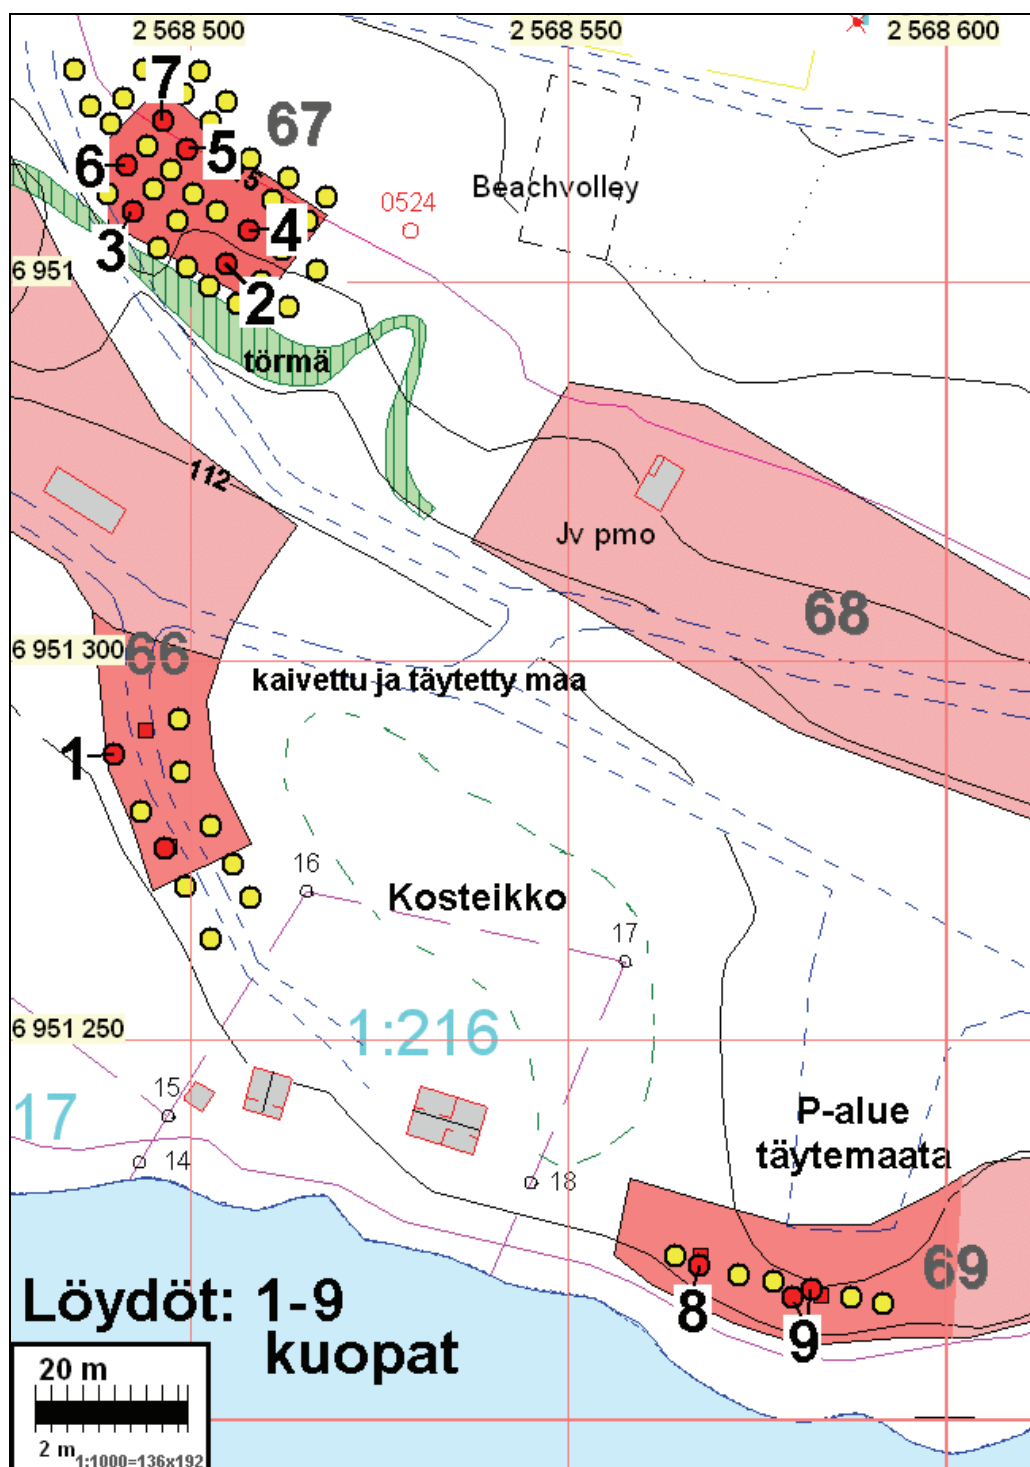 2 568 500
2 568 550
2 568 600
7
67
5
6
5
Beachvolley
0524
4
3
6 951
2
törmä
112
Jv pmo
68
6 951 300
66
kaivettu ja täytetty maa
1
16
Kosteikko
17
6 951 250
1:216
15
17
P-alue
täytemaata
14
18
69
8
9
Löydöt: 1-9
kuopat
20 m
2 m
1:1000=136x192